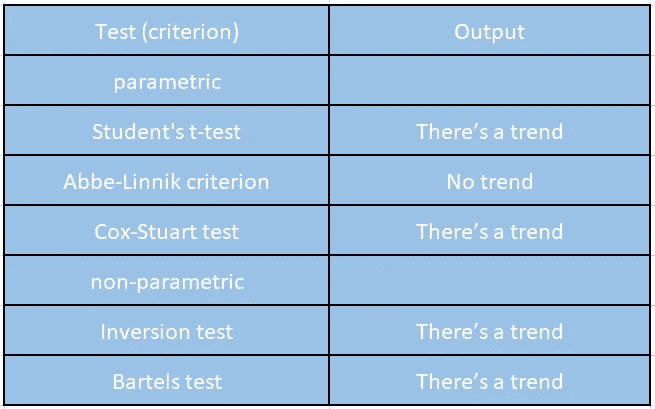 Test (criterion) Output
parametric
Student's t-test There’s a trend
Abbe-Linnik criterion No trend
Cox-Stuart test There’s a trend
non-parametric
Inversion test There’s a trend
Bartels test There’s a trend